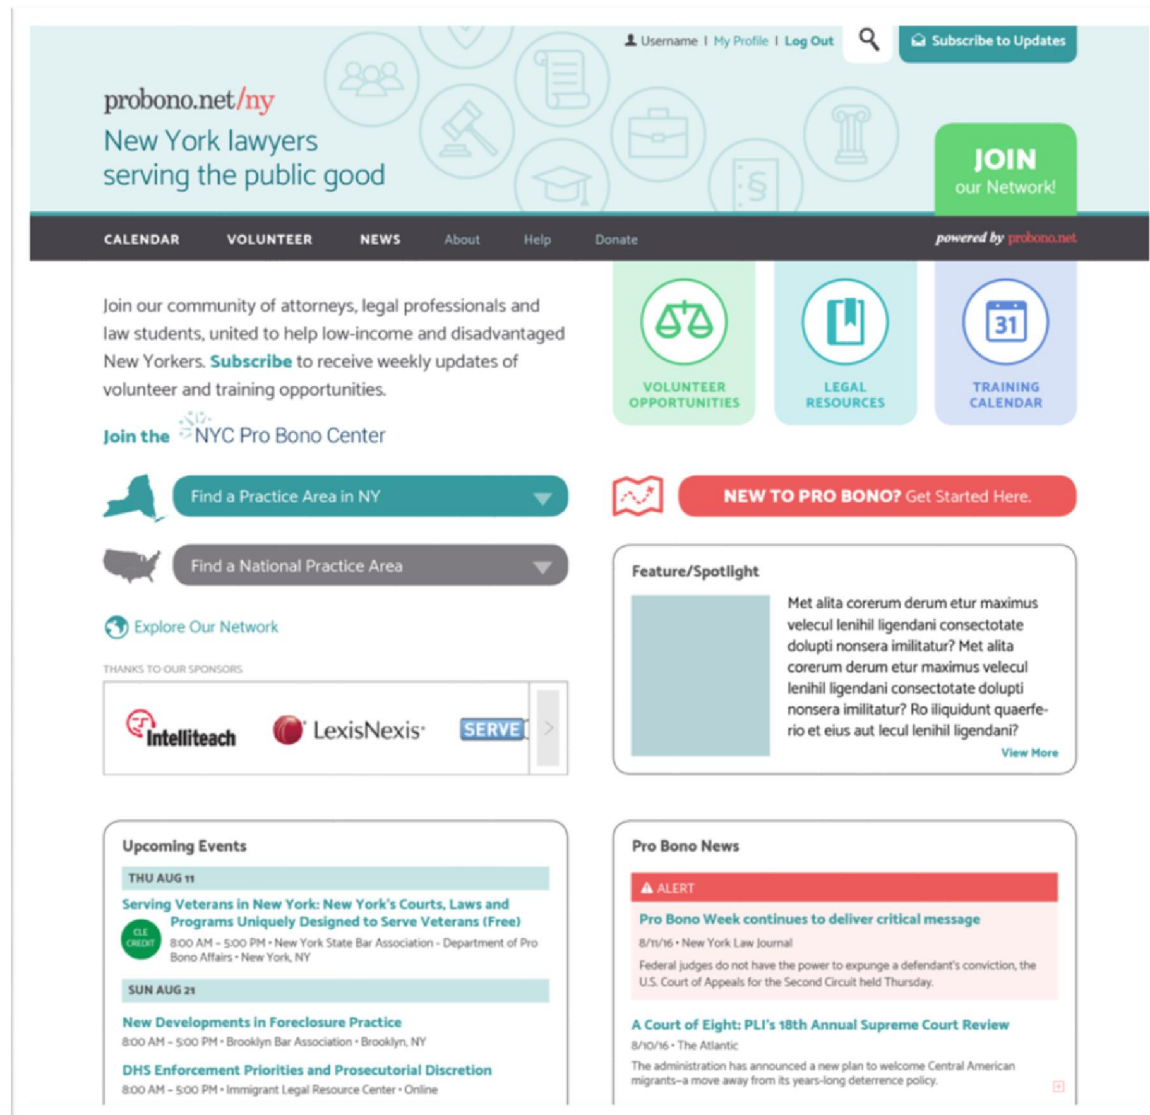 Username | My Profile | Log Out
Subscribe to Updates
probono.net/ny
New York lawyers
serving the public good
JOIN
our Network!
CALENDAR VOLUNTEER NEWS About Help Donate
powered by probono.net
Join our community of attorneys, legal professionals and
law students, united to help low-income and disadvantaged
New Yorkers. Subscribe to receive weekly updates of
volunteer and training opportunities.
Join the NYC Pro Bono Center
VOLUNTEER
OPPORTUNITIES
LEGAL
RESOURCES
31
TRAINING
CALENDAR
Find a Practice Area in NY
Find a National Practice Area
Explore Our Network
NEW TO PRO BONO? Get Started Here.
THANKS TO OUR SPONSORS
Intelliteach
LexisNexis
SERVE
Feature/Spotlight
Met alita corerum derum etur maximus
velecul lenihil ligendani consectotate
dolupti nonsera imilitatur? Met alita
corerum derum etur maximus velecul
lenihil ligendani consectotate dolupti
nonsera imilitatur? Ro iliquidunt quaerfe-
rio et eius aut lecul lenihil ligendani?
View More
Upcoming Events
THU AUG 11
Serving Veterans in New York: New York's Courts, Laws and
Programs Uniquely Designed to Serve Veterans (Free)
CLE
CREDIT
8:00 AM – 5:00 PM • New York State Bar Association - Department of Pro
Bono Affairs • New York, NY
SUN AUG 21
New Developments in Foreclosure Practice
8:00 AM – 5:00 PM • Brooklyn Bar Association • Brooklyn, NY
DHS Enforcement Priorities and Prosecutorial Discretion
8:00 AM – 5:00 PM • Immigrant Legal Resource Center • Online
Pro Bono News
ALERT
Pro Bono Week continues to deliver critical message
8/11/16 • New York Law Journal
Federal judges do not have the power to expunge a defendant's conviction, the
U.S. Court of Appeals for the Second Circuit held Thursday.
A Court of Eight: PLI's 18th Annual Supreme Court Review
8/10/16 • The Atlantic
The administration has announced a new plan to welcome Central American
migrants–a move away from its years-long deterrence policy.